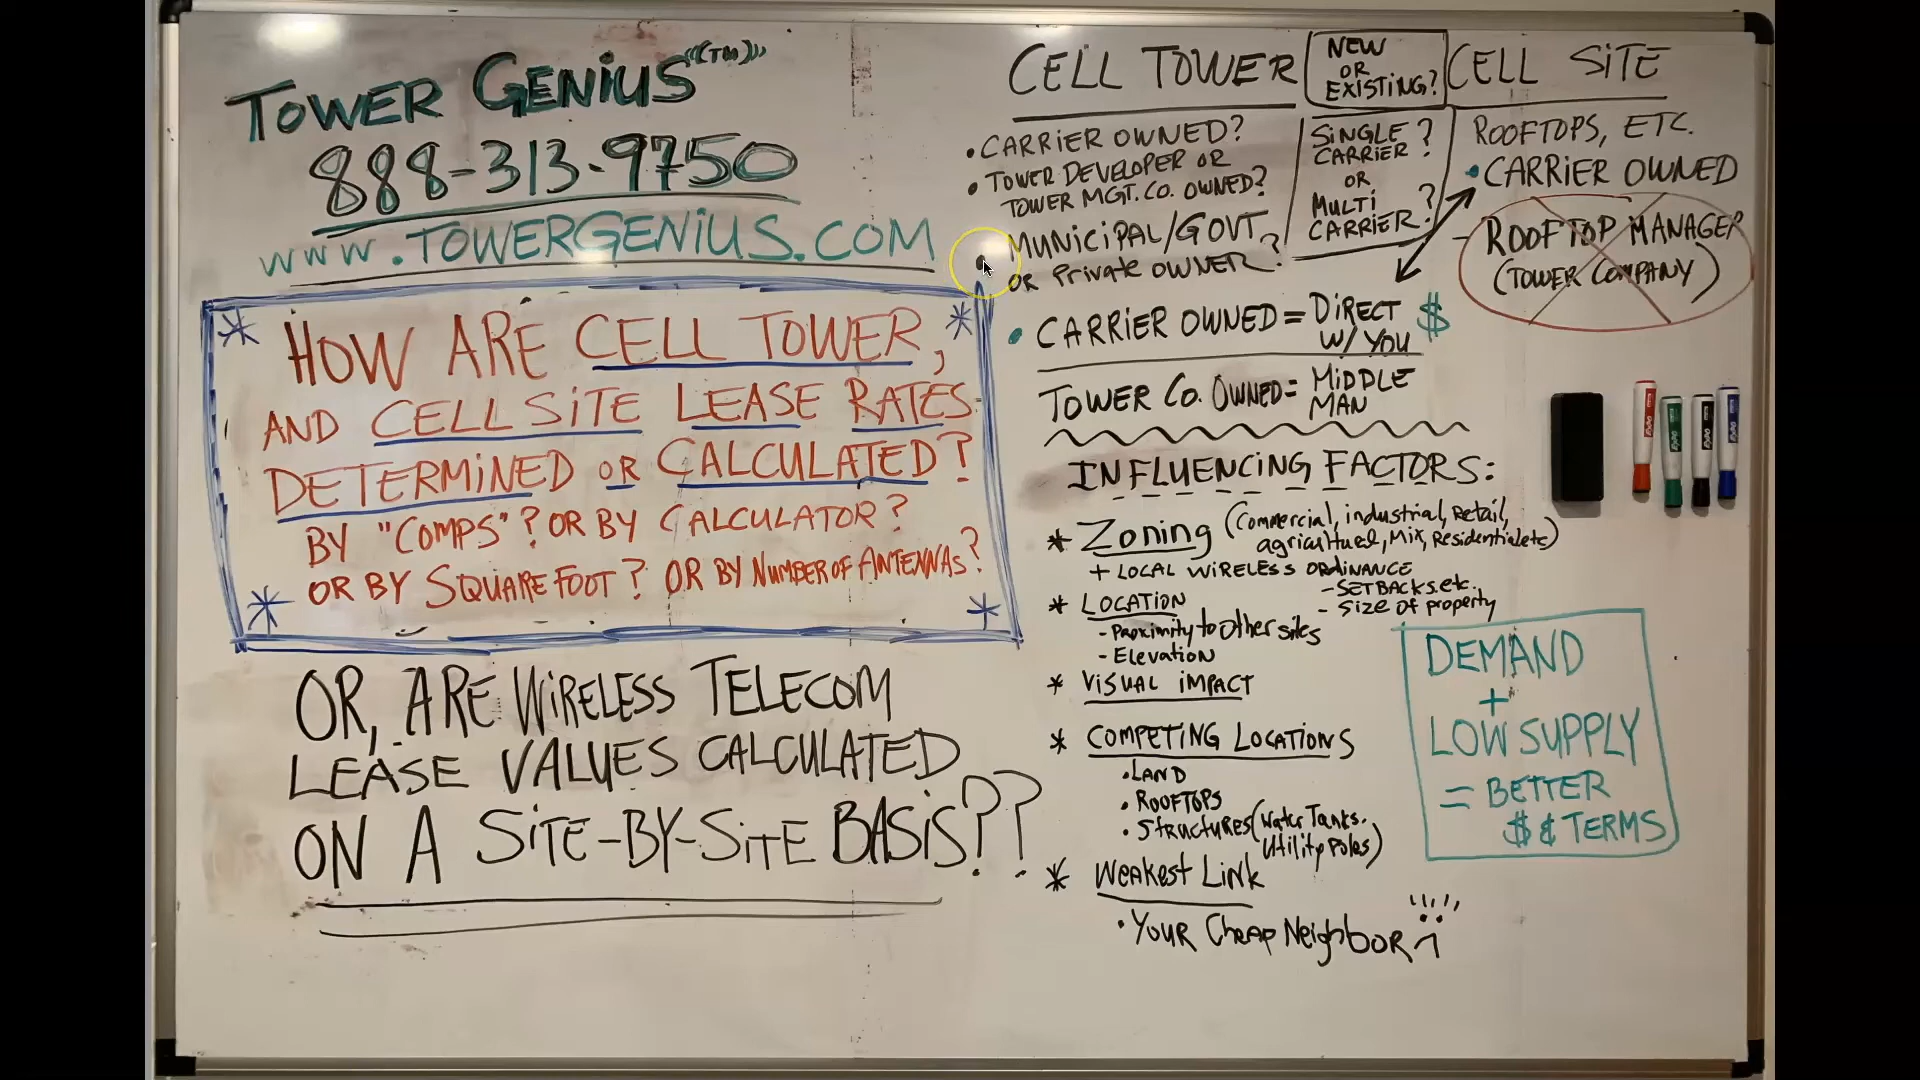 TOWER GENIUS (TM)
888-313-9750
WWW.TOWERGENIUS.COM
HOW ARE CELL TOWER,
AND CELL SITE LEASE RATES
DETERMINED OR CALCULATED?
BY "COMPS"? OR BY CALCULATOR?
OR BY SQUARE FOOT? OR BY NUMBER OF ANTENNAS?
OR, ARE WIRELESS TELECOM
LEASE VALUES CALCULATED
ON A SITE-BY-SITE BASIS??
CELL TOWER
• CARRIER OWNED?
• TOWER DEVELOPER OR
TOWER MGT. CO. OWNED?
• MUNICIPAL/GOVT
OR Private OWNER?
NEW
OR
EXISTING?
SINGLE
CARRIER?
OR
MULTI
CARRIER?
CELL SITE
ROOFTOPS, ETC.
• CARRIER OWNED
- ROOFTOP MANAGER
(TOWER COMPANY)
• CARRIER OWNED = DIRECT
W/ YOU $
TOWER CO. OWNED = MIDDLE
MAN
INFLUENCING FACTORS:
* Zoning (Commercial, industrial, Retail,
agricultural, Mix, Residential etc)
+ LOCAL WIRELESS ORDINANCE
- SETBACKS etc.
- Size of property
* LOCATION
- Proximity to other sites
- Elevation
* VISUAL IMPACT
* COMPETING LOCATIONS
• LAND
• ROOFTOPS
• Structures (Water Tanks.
Utility Poles)
* Weakest Link
• YOUR Cheap Neighbor
DEMAND
+
LOW SUPPLY
= BETTER
$ & TERMS
EXPO
EXPO
EXPO
EXPO